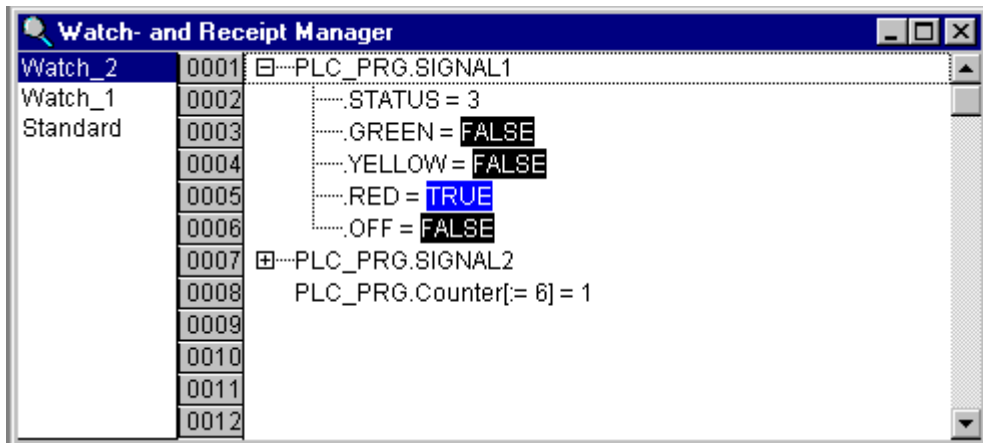 Watch- and Receipt Manager
Watch_2
Watch_1
Standard
0001 PLC_PRG.SIGNAL1
0002 .STATUS = 3
0003 .GREEN = FALSE
0004 .YELLOW = FALSE
0005 .RED = TRUE
0006 .OFF = FALSE
0007 PLC_PRG.SIGNAL2
0008 PLC_PRG.Counter[:= 6] = 1
0009
0010
0011
0012